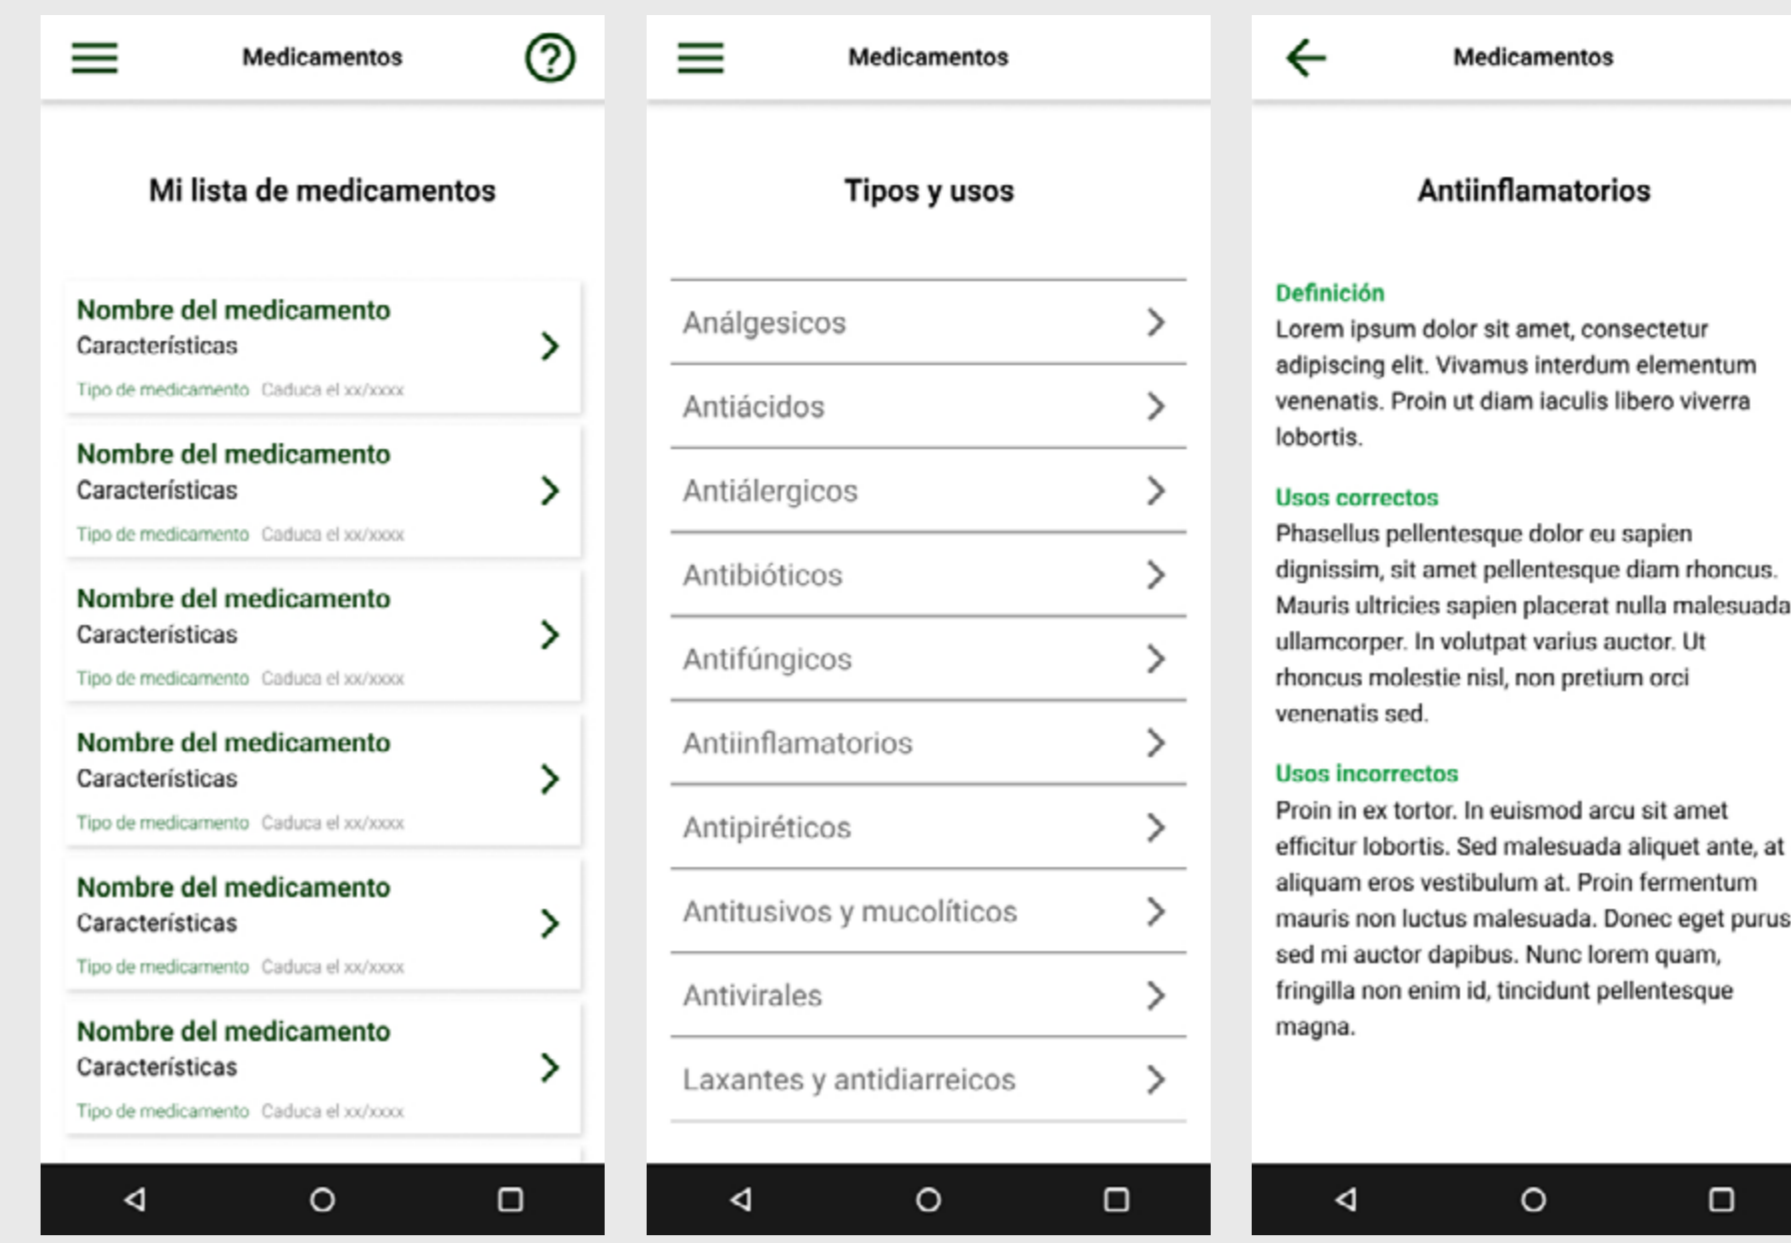 Medicamentos
?
Mi lista de medicamentos
Nombre del medicamento
Características
Tipo de medicamento Caduca el xx/xxxx
Nombre del medicamento
Características
Tipo de medicamento Caduca el xx/xxxx
Nombre del medicamento
Características
Tipo de medicamento Caduca el xx/xxxx
Nombre del medicamento
Características
Tipo de medicamento Caduca el xx/xxxx
Nombre del medicamento
Características
Tipo de medicamento Caduca el xx/xxxx
Nombre del medicamento
Características
Tipo de medicamento Caduca el xx/xxxx
Medicamentos
Tipos y usos
Análgesicos
Antiácidos
Antiálergicos
Antibióticos
Antifúngicos
Antiinflamatorios
Antipiréticos
Antitusivos y mucolíticos
Antivirales
Laxantes y antidiarreicos
Medicamentos
Antiinflamatorios
Definición
Lorem ipsum dolor sit amet, consectetur
adipiscing elit. Vivamus interdum elementum
venenatis. Proin ut diam iaculis libero viverra
lobortis.
Usos correctos
Phasellus pellentesque dolor eu sapien
dignissim, sit amet pellentesque diam rhoncus.
Mauris ultricies sapien placerat nulla malesuada
ullamcorper. In volutpat varius auctor. Ut
rhoncus molestie nisl, non pretium orci
venenatis sed.
Usos incorrectos
Proin in ex tortor. In euismod arcu sit amet
efficitur lobortis. Sed malesuada aliquet ante, at
aliquam eros vestibulum at. Proin fermentum
mauris non luctus malesuada. Donec eget purus
sed mi auctor dapibus. Nunc lorem quam,
fringilla non enim id, tincidunt pellentesque
magna.